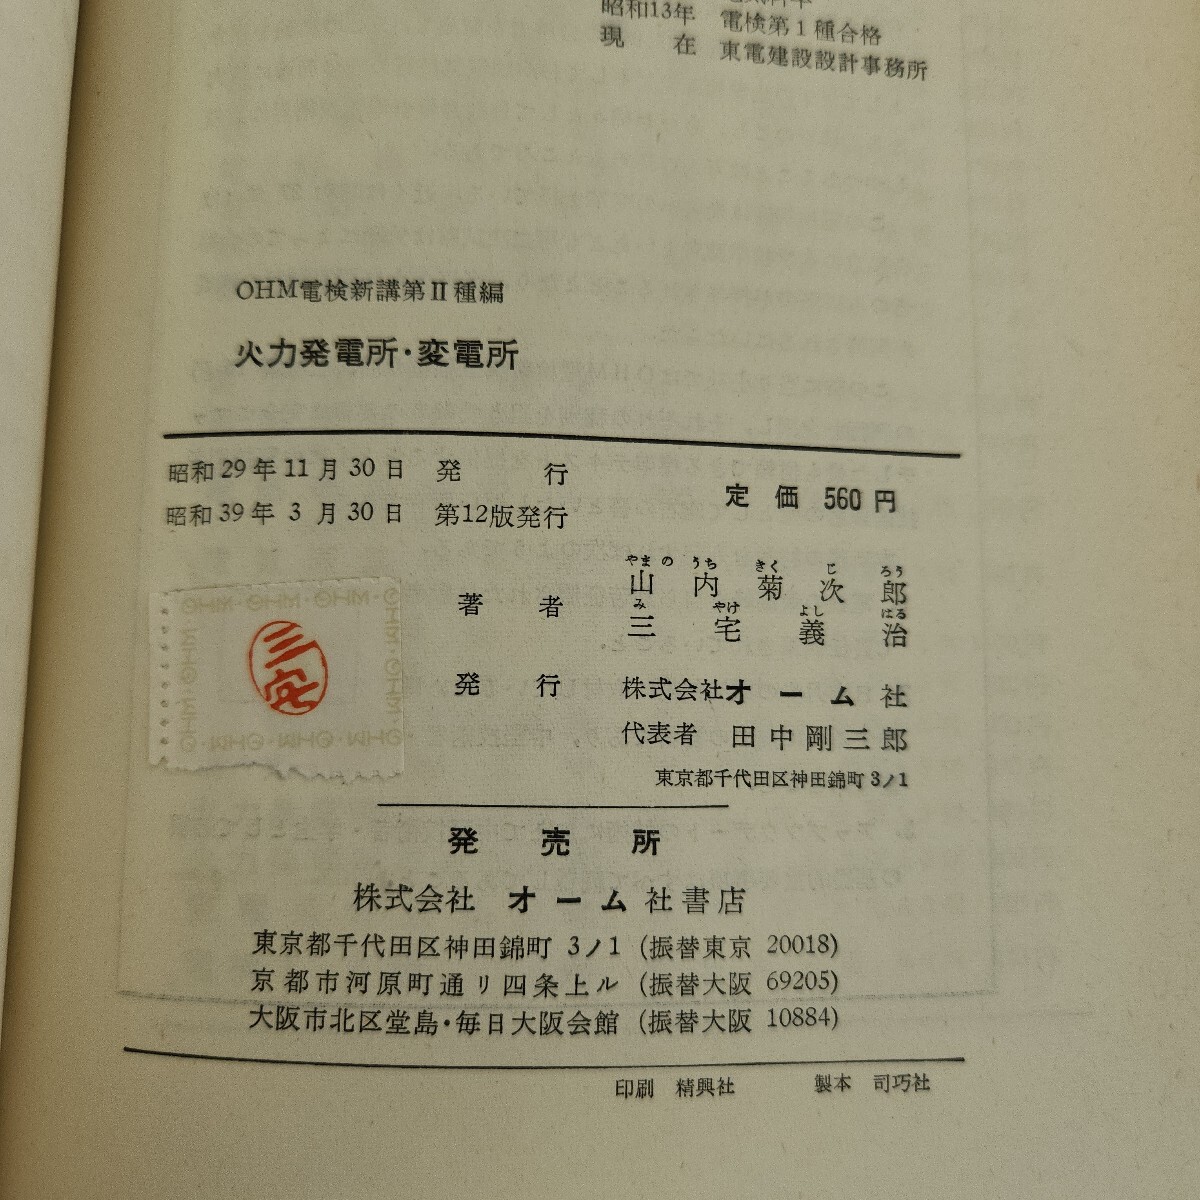 昭和13年 電検第1種合格
現在 東電建設設計事務所
OHM電検新講第II種編
火力発電所・変電所
昭和29年11月30日 発行
昭和39年3月30日 第12版発行
定価 560円
やまのうちきくじろう
著者 山内菊次郎
みやけよしはる
三宅義治
三宅
発行 株式会社オーム社
代表者 田中剛三郎
東京都千代田区神田錦町3ノ1
発売所
株式会社 オーム社書店
東京都千代田区神田錦町 3ノ1 (振替東京 20018)
京都市河原町通リ四条上ル (振替大阪 69205)
大阪市北区堂島・毎日大阪会館 (振替大阪 10884)
印刷 精興社 製本 司巧社